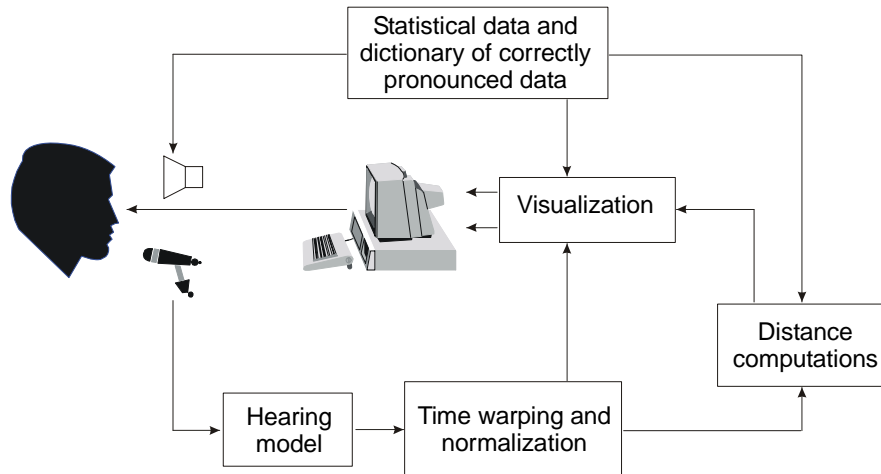 Statistical data and
dictionary of correctly
pronounced data
Visualization
Distance
computations
Hearing
model
Time warping and
normalization